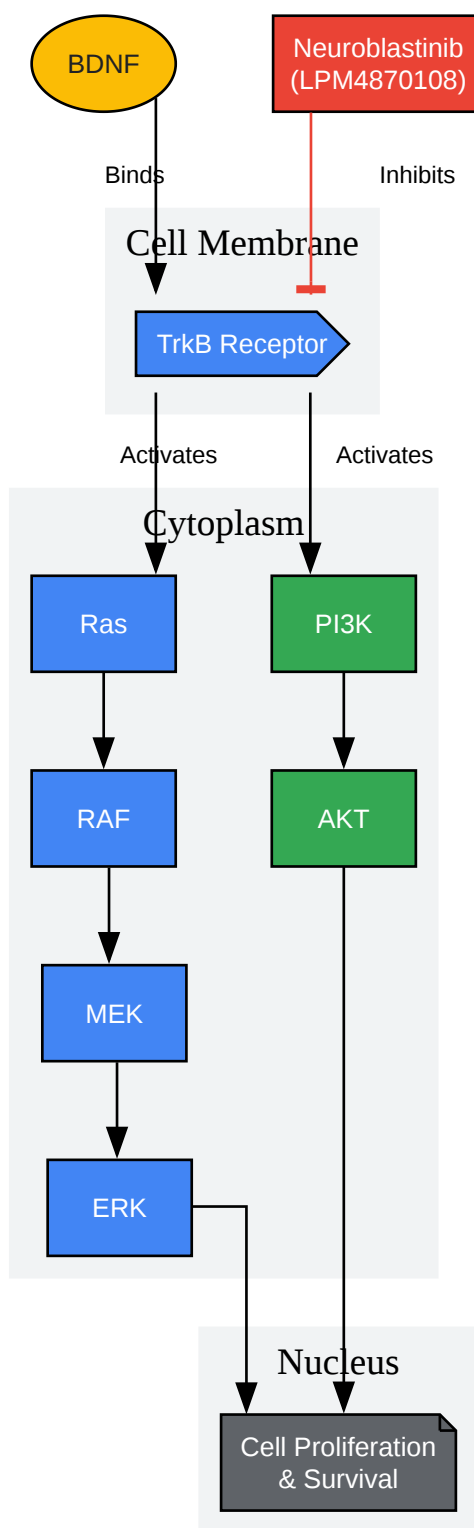 BDNF
Neuroblastinib
(LPM4870108)
Binds
Inhibits
Cell Membrane
TrkB Receptor
Activates
Activates
Cytoplasm
Ras
PI3K
RAF
AKT
MEK
ERK
Nucleus
Cell Proliferation
& Survival